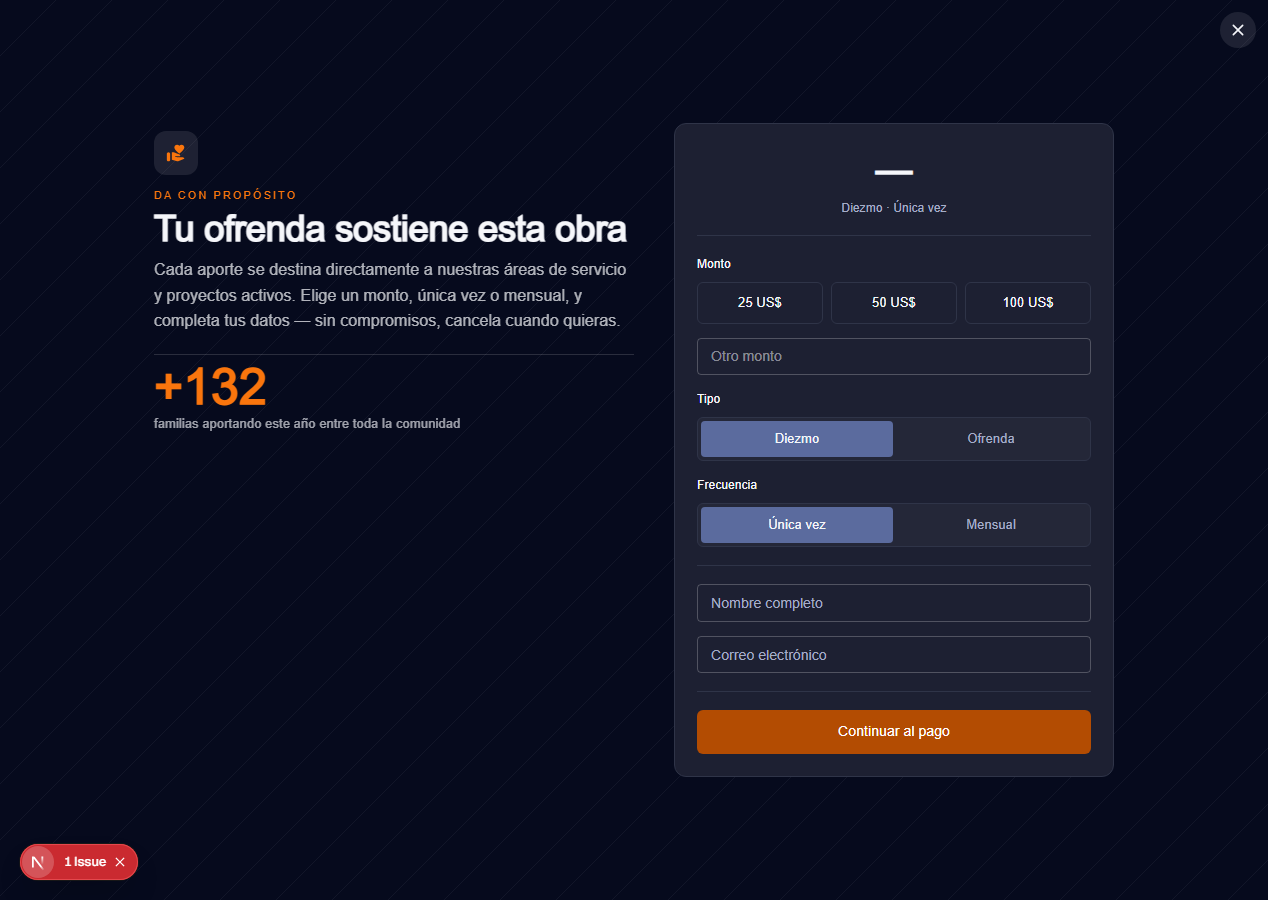 DA CON PROPÓSITO
Tu ofrenda sostiene esta obra
Cada aporte se destina directamente a nuestras áreas de servicio
y proyectos activos. Elige un monto, única vez o mensual, y
completa tus datos — sin compromisos, cancela cuando quieras.
+132
familias aportando este año entre toda la comunidad
—
Diezmo · Única vez
Monto
25 US$
50 US$
100 US$
Otro monto
Tipo
Diezmo
Ofrenda
Frecuencia
Única vez
Mensual
Nombre completo
Correo electrónico
Continuar al pago
N
1 Issue